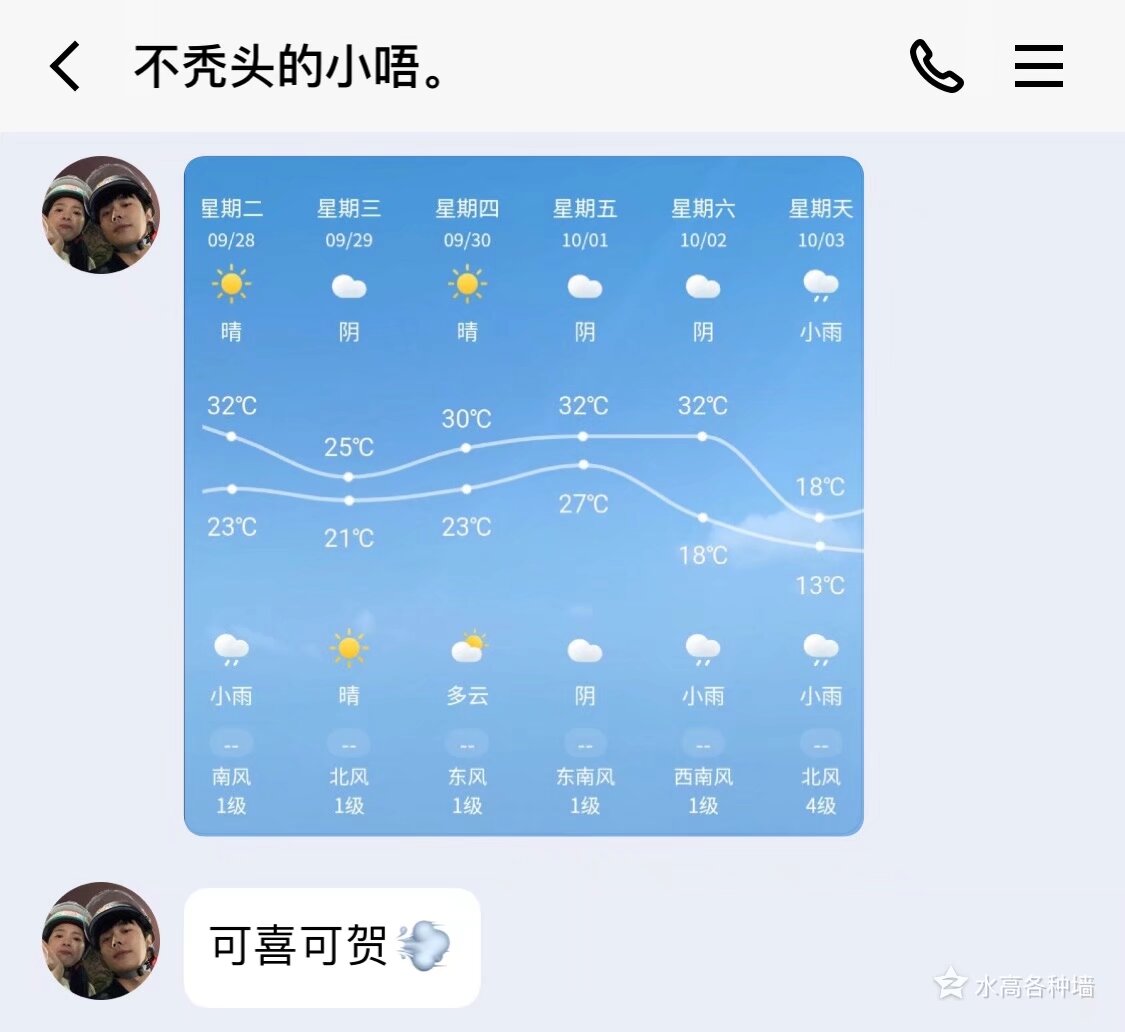 不秃头的小唔。
星期二 星期三 星期四 星期五 星期六 星期天
09/28 09/29 09/30 10/01 10/02 10/03
晴 阴 晴 阴 阴 小雨
32℃ 25℃ 30℃ 32℃ 32℃ 18℃
23℃ 21℃ 23℃ 27℃ 18℃ 13℃
小雨 晴 多云 阴 小雨 小雨
-- -- -- -- -- --
南风 北风 东风 东南风 西南风 北风
1级 1级 1级 1级 1级 4级
可喜可贺💨
水高各种墙